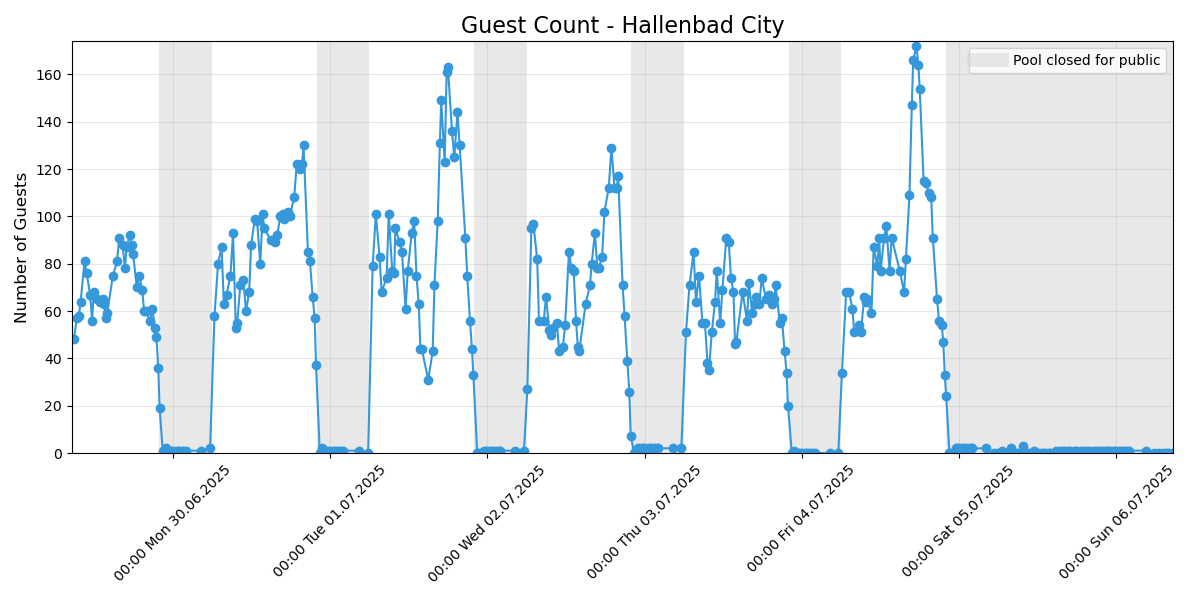 Guest Count - Hallenbad City
Pool closed for public
Number of Guests
160
140
120
100
80
60
40
20
0
00:00 Mon 30.06.2025
00:00 Tue 01.07.2025
00:00 Wed 02.07.2025
00:00 Thu 03.07.2025
00:00 Fri 04.07.2025
00:00 Sat 05.07.2025
00:00 Sun 06.07.2025